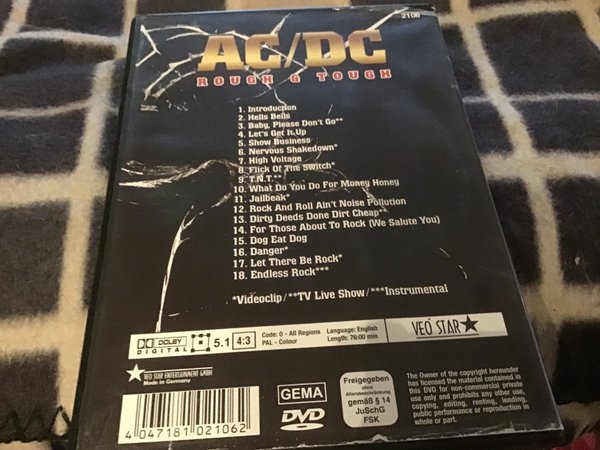 2106
AC/DC
ROUGH & TOUGH
1. Introduction
2. Hells Bells
3. Baby, Please Don't Go**
4. Let's Get It Up
5. Show Business
6. Nervous Shakedown*
7. High Voltage
8. Flick Of The Switch*
9. T.N.T.**
10. What Do You Do For Money Honey
11. Jailbeak*
12. Rock And Roll Ain't Noise Pollution
13. Dirty Deeds Done Dirt Cheap**
14. For Those About To Rock (We Salute You)
15. Dog Eat Dog
16. Danger*
17. Let There Be Rock*
18. Endless Rock***
*Videoclip/**TV Live Show/***Instrumental
DOLBY
DIGITAL
5.1
4:3
Code: 0 - All Regions
PAL - Colour
Language: English
Length: 76:00 min
VEO STAR
VEO STAR ENTERTAINMENT GMBH
Made in Germany
4 047181 021062
GEMA
DVD
Freigegeben
ohne
Altersbeschränkung
gemäß § 14
JuSchG
FSK
The Owner of the copyright hereunder
has licensed the material contained in
this DVD for non-commercial private
use only and prohibits any other use,
copying, editing, renting, lending,
public performance or reproduction in
whole or part.